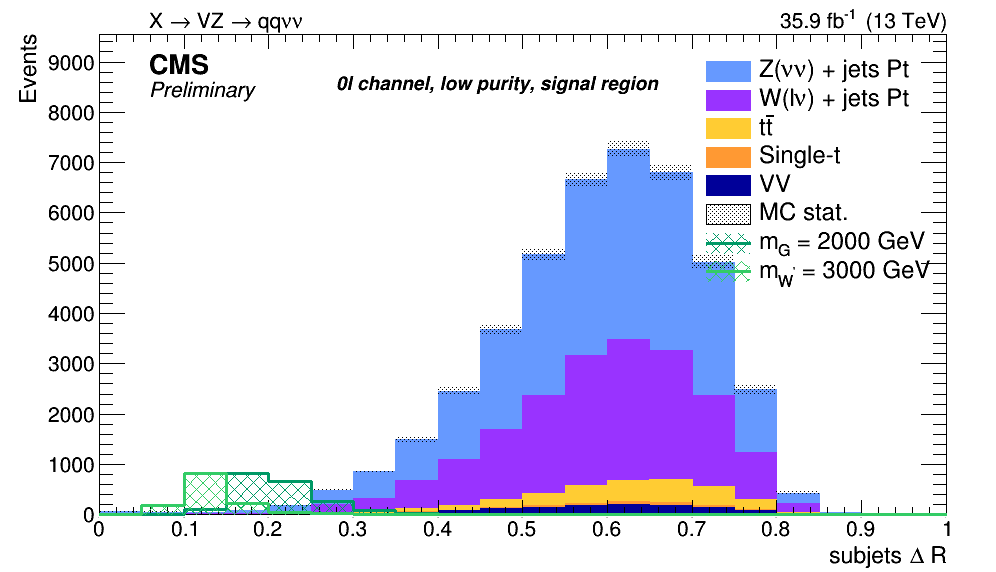 X → VZ → qqνν
35.9 fb⁻¹ (13 TeV)
Events
CMS
Preliminary
0l channel, low purity, signal region
Z(νν) + jets Pt
W(lν) + jets Pt
tt̄
Single-t
VV
MC stat.
m_G = 2000 GeV
m_W' = 3000 GeV
9000
8000
7000
6000
5000
4000
3000
2000
1000
0
0 0.1 0.2 0.3 0.4 0.5 0.6 0.7 0.8 0.9 1
subjets Δ R